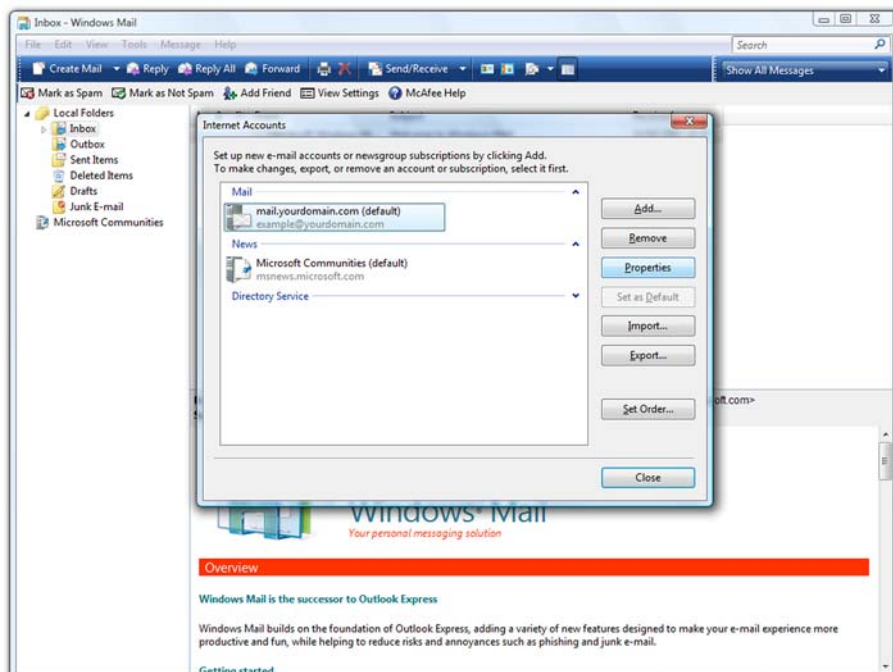 Inbox - Windows Mail
File Edit View Tools Message Help
Search
Create Mail Reply Reply All Forward Send/Receive
Show All Messages
Mark as Spam Mark as Not Spam Add Friend View Settings McAfee Help
Local Folders
Inbox
Outbox
Sent Items
Deleted Items
Drafts
Junk E-mail
Microsoft Communities
Internet Accounts
Set up new e-mail accounts or newsgroup subscriptions by clicking Add.
To make changes, export, or remove an account or subscription, select it first.
Mail
mail.yourdomain.com (default)
example@yourdomain.com
News
Microsoft Communities (default)
msnews.microsoft.com
Directory Service
Add...
Remove
Properties
Set as Default
Import...
Export...
Set Order...
Close
oft.com>
Windows Mail
Your personal messaging solution
Overview
Windows Mail is the successor to Outlook Express
Windows Mail builds on the foundation of Outlook Express, adding a variety of new features designed to make your e-mail experience more
productive and fun, while helping to reduce risks and annoyances such as phishing and junk e-mail.
Getting started